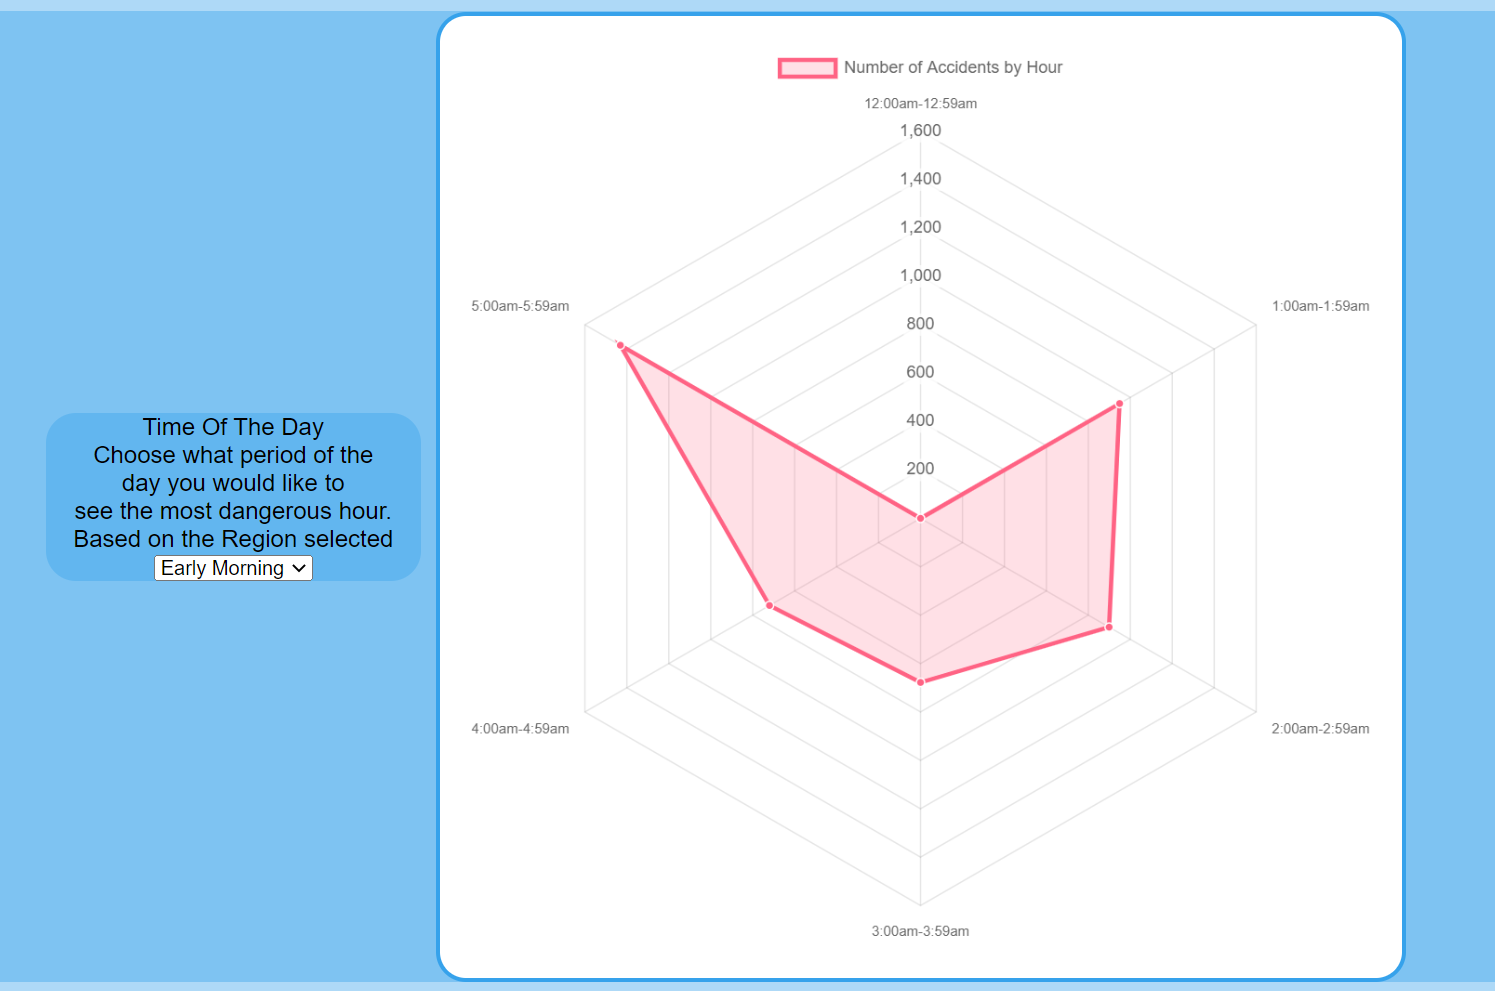 Number of Accidents by Hour
12:00am-12:59am
1,600
1,400
1,200
1,000
800
600
400
200
5:00am-5:59am
1:00am-1:59am
4:00am-4:59am
2:00am-2:59am
3:00am-3:59am
Time Of The Day
Choose what period of the
day you would like to
see the most dangerous hour.
Based on the Region selected
Early Morning